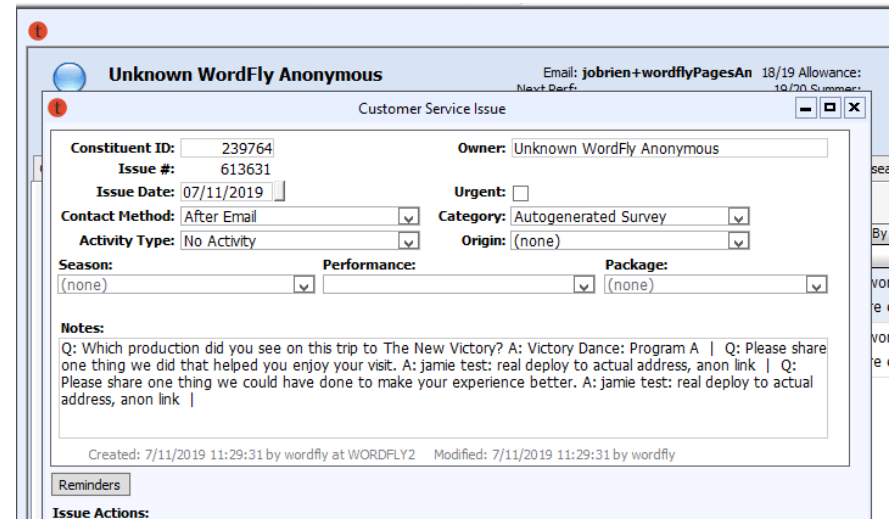 t
Unknown WordFly Anonymous
Email: jobrien+wordflyPagesAn 18/19 Allowance:
Next Perf: 19/20 Summer:
t
Customer Service Issue
Constituent ID: 239764 Owner: Unknown WordFly Anonymous
Issue #: 613631
Issue Date: 07/11/2019 Urgent:
Contact Method: After Email Category: Autogenerated Survey
Activity Type: No Activity Origin: (none)
By
Season: Performance: Package:
(none) (none)
Notes:
Q: Which production did you see on this trip to The New Victory? A: Victory Dance: Program A | Q: Please share
one thing we did that helped you enjoy your visit. A: jamie test: real deploy to actual address, anon link | Q:
Please share one thing we could have done to make your experience better. A: jamie test: real deploy to actual
address, anon link |
Created: 7/11/2019 11:29:31 by wordfly at WORDFLY2 Modified: 7/11/2019 11:29:31 by wordfly
Reminders
Issue Actions: